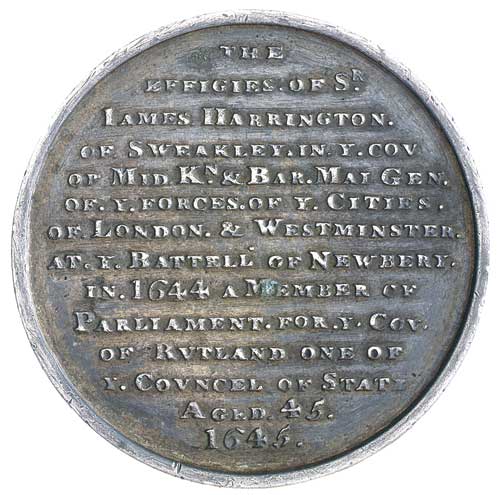 THE
EFFIGIES. OF Sᴿ.
IAMES HARRINGTON.
OF SWEAKLEY. IN. Y. COV
OF MID. Kᴺ. & BAR. MAI GEN.
OF. Y. FORCES. OF Y. CITIES.
OF. LONDON. & WESTMINSTER.
AT. Y. BATTELL OF NEWBERY.
IN. 1644 A MEMBER OF
PARLIAMENT. FOR. Y. COV.
OF RVTLAND ONE OF
Y. COVNCEL OF STATE
AGED. 45.
1645.